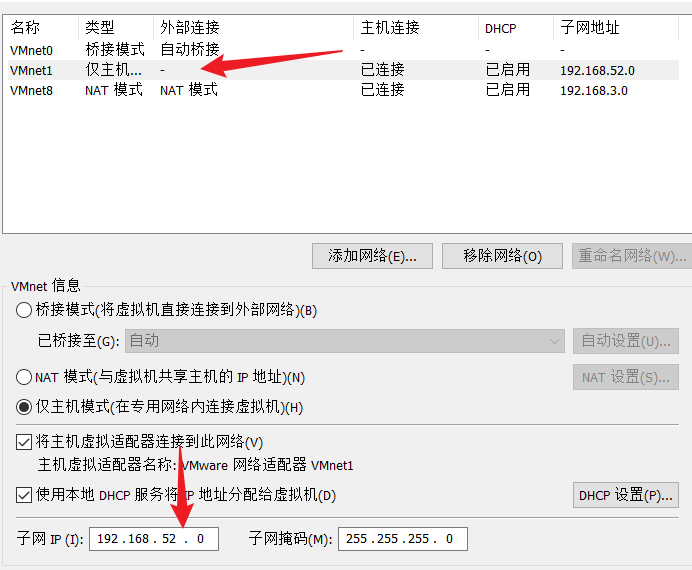 名称 类型 外部连接 主机连接 DHCP 子网地址
VMnet0 桥接模式 自动桥接 - - -
VMnet1 仅主机... - 已连接 已启用 192.168.52.0
VMnet8 NAT 模式 NAT 模式 已连接 已启用 192.168.3.0
添加网络(E)... 移除网络(O) 重命名网络(W)...
VMnet 信息
桥接模式(将虚拟机直接连接到外部网络)(B)
已桥接至(G): 自动 自动设置(U)...
NAT 模式(与虚拟机共享主机的 IP 地址)(N) NAT 设置(S)...
仅主机模式(在专用网络内连接虚拟机)(H)
将主机虚拟适配器连接到此网络(V)
主机虚拟适配器名称: VMware 网络适配器 VMnet1
使用本地 DHCP 服务将 IP 地址分配给虚拟机(D) DHCP 设置(P)...
子网 IP (I): 192 . 168 . 52 . 0 子网掩码(M): 255 . 255 . 255 . 0